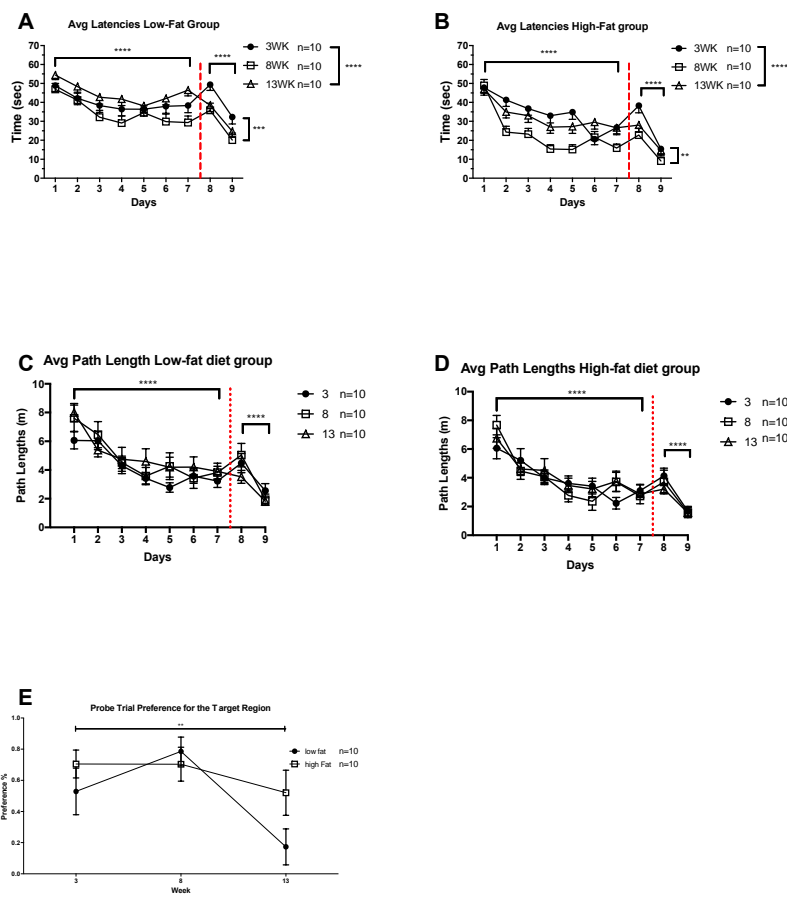 A
Avg Latencies Low-Fat Group
Time (sec)
70
60
50
40
30
20
10
0
1 2 3 4 5 6 7 8 9
Days
****
****
3WK n=10
8WK n=10
13WK n=10
****
***
B
Avg Latencies High-Fat group
Time (sec)
70
60
50
40
30
20
10
0
1 2 3 4 5 6 7 8 9
Days
****
****
3WK n=10
8WK n=10
13WK n=10
****
**
C
Avg Path Length Low-fat diet group
Path Lengths (m)
10
8
6
4
2
0
1 2 3 4 5 6 7 8 9
Days
****
****
3 n=10
8 n=10
13 n=10
D
Avg Path Lengths High-fat diet group
Path Lengths (m)
10
8
6
4
2
0
1 2 3 4 5 6 7 8 9
Days
****
****
3 n=10
8 n=10
13 n=10
E
Probe Trial Preference for the Target Region
Preference %
1.0
0.8
0.6
0.4
0.2
0.0
3 8 13
Week
**
low fat n=10
high Fat n=10